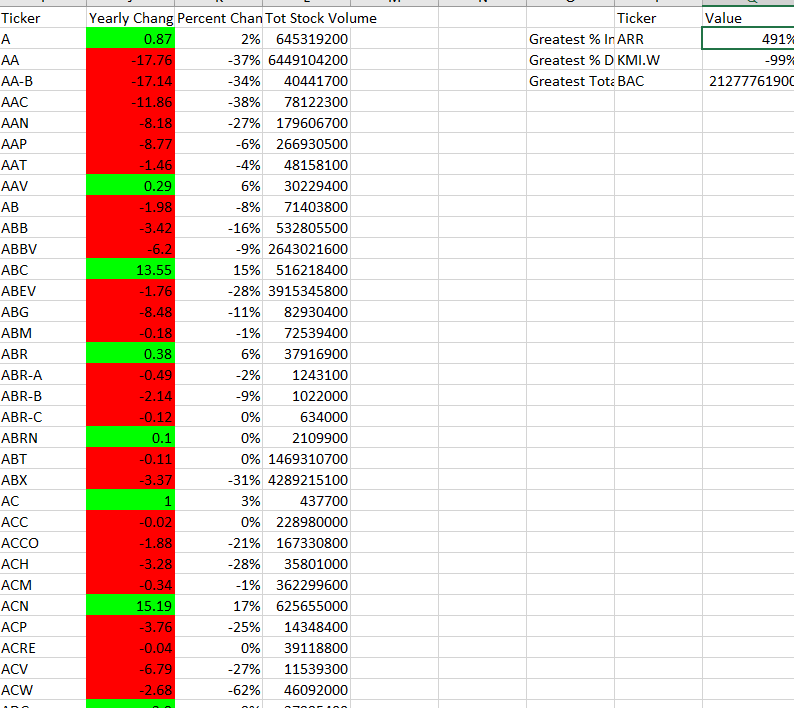 Ticker Yearly Chang Percent Chan Tot Stock Volume Ticker Value
A 0.87 2% 645319200 Greatest % In ARR 491%
AA -17.76 -37% 6449104200 Greatest % D KMI.W -99%
AA-B -17.14 -34% 40441700 Greatest Tota BAC 21277761900
AAC -11.86 -38% 78122300
AAN -8.18 -27% 179606700
AAP -8.77 -6% 266930500
AAT -1.46 -4% 48158100
AAV 0.29 6% 30229400
AB -1.98 -8% 71403800
ABB -3.42 -16% 532805500
ABBV -6.2 -9% 2643021600
ABC 13.55 15% 516218400
ABEV -1.76 -28% 3915345800
ABG -8.48 -11% 82930400
ABM -0.18 -1% 72539400
ABR 0.38 6% 37916900
ABR-A -0.49 -2% 1243100
ABR-B -2.14 -9% 1022000
ABR-C -0.12 0% 634000
ABRN 0.1 0% 2109900
ABT -0.11 0% 1469310700
ABX -3.37 -31% 4289215100
AC 1 3% 437700
ACC -0.02 0% 228980000
ACCO -1.88 -21% 167330800
ACH -3.28 -28% 35801000
ACM -0.34 -1% 362299600
ACN 15.19 17% 625655000
ACP -3.76 -25% 14348400
ACRE -0.04 0% 39118800
ACV -6.79 -27% 11539300
ACW -2.68 -62% 46092000